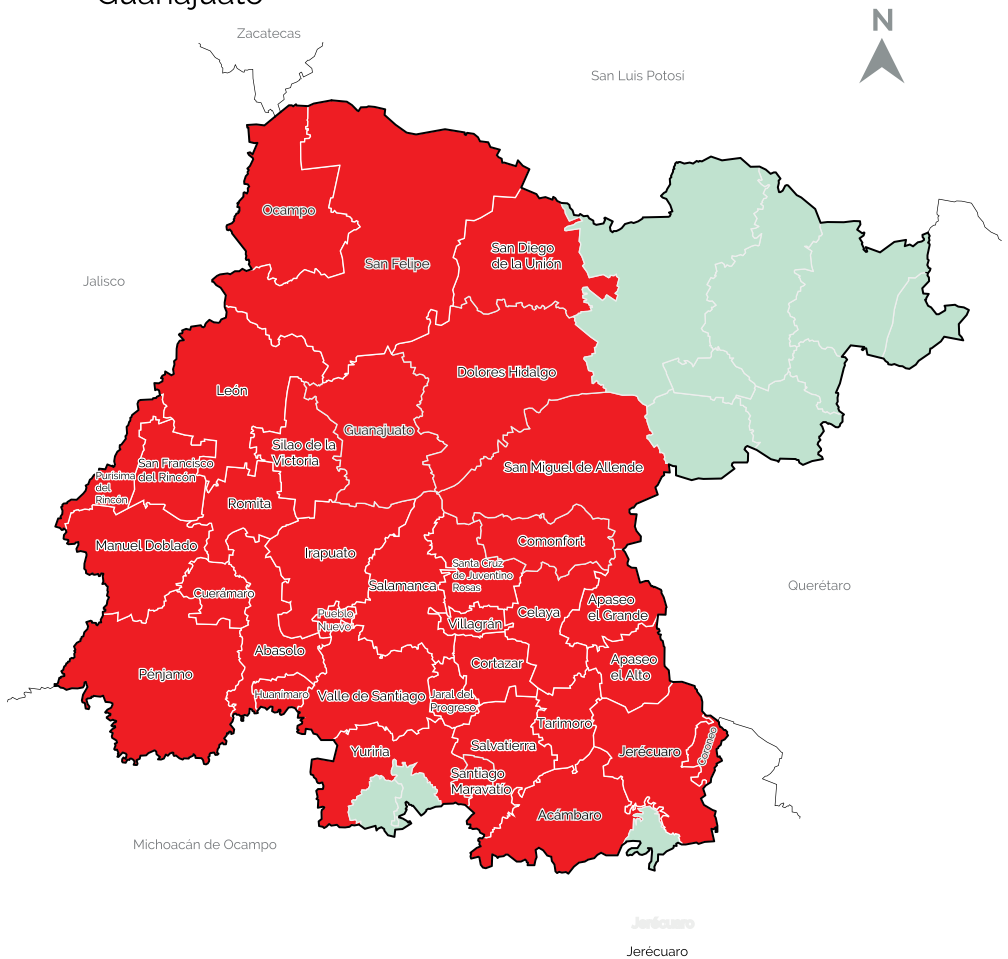 Guanajuato
Zacatecas
N
San Luis Potosí
Ocampo
San Felipe
San Diego
de la Unión
Jalisco
Dolores Hidalgo
León
Guanajuato
Silao de la
Victoria
San Francisco
del Rincón
Purísima
del
Rincón
San Miguel de Allende
Romita
Manuel Doblado
Irapuato
Comonfort
Santa Cruz
de Juventino
Rosas
Salamanca
Querétaro
Cuerámaro
Apaseo
el Grande
Celaya
Pueblo
Nuevo
Villagrán
Abasolo
Cortazar
Apaseo
el Alto
Pénjamo
Huanímaro
Valle de Santiago
Jaral del
Progreso
Tarimoro
Coroneo
Yuriria
Salvatierra
Jerécuaro
Santiago
Maravatío
Acámbaro
Michoacán de Ocampo
Jerécuaro
Jerécuaro